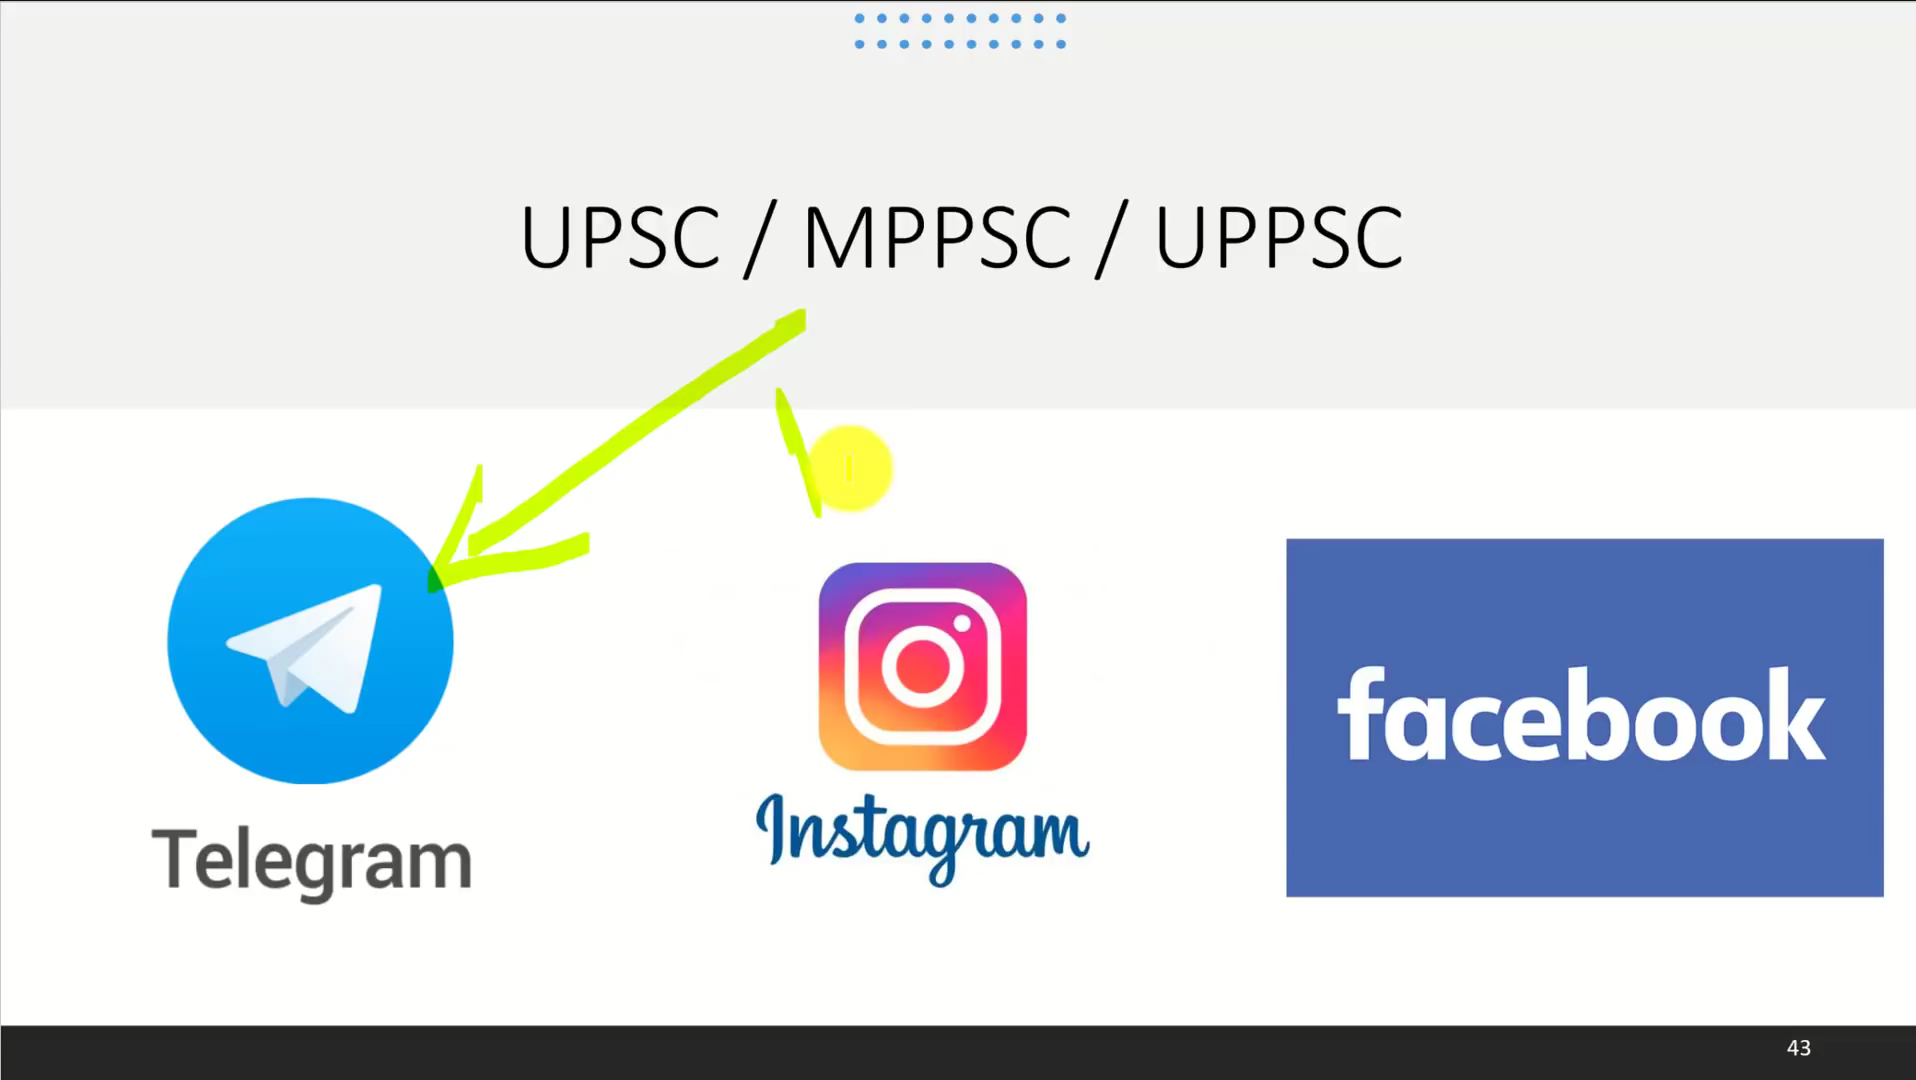 UPSC / MPPSC / UPPSC
Telegram
Instagram
facebook
43